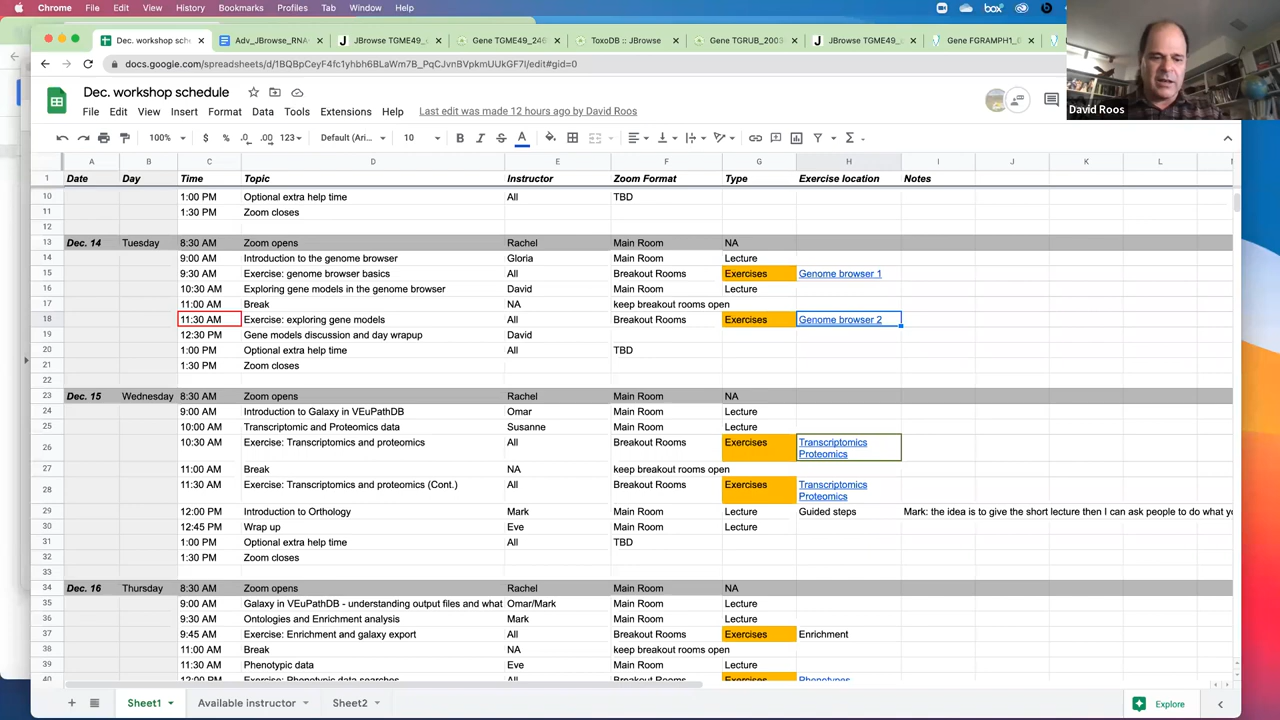 Chrome File Edit View History Bookmarks Profiles Tab Window Help box
Dec. workshop sche Adv_JBrowse_RNA JBrowse TGME49_c Gene TGME49_246 ToxoDB :: JBrowse Gene TGRUB_2003 JBrowse TGME49_c Gene FGRAMPH1_0
docs.google.com/spreadsheets/d/1BQBpCeyF4fc1yhbh6BLaWm7B_PqCJvnBVpkmUUkGF7I/edit#gid=0
Dec. workshop schedule
File Edit View Insert Format Data Tools Extensions Help Last edit was made 12 hours ago by David Roos
David Roos
100% $ % .0 .00 123 Default (Ari... 10 B I S A
A B C D E F G H I J K L
1 Date Day Time Topic Instructor Zoom Format Type Exercise location Notes
10 1:00 PM Optional extra help time All TBD
11 1:30 PM Zoom closes
12
13 Dec. 14 Tuesday 8:30 AM Zoom opens Rachel Main Room NA
14 9:00 AM Introduction to the genome browser Gloria Main Room Lecture
15 9:30 AM Exercise: genome browser basics All Breakout Rooms Exercises Genome browser 1
16 10:30 AM Exploring gene models in the genome browser David Main Room Lecture
17 11:00 AM Break NA keep breakout rooms open
18 11:30 AM Exercise: exploring gene models All Breakout Rooms Exercises Genome browser 2
19 12:30 PM Gene models discussion and day wrapup David Main Room
20 1:00 PM Optional extra help time All TBD
21 1:30 PM Zoom closes
22
23 Dec. 15 Wednesday 8:30 AM Zoom opens Rachel Main Room NA
24 9:00 AM Introduction to Galaxy in VEuPathDB Omar Main Room Lecture
25 10:00 AM Transcriptomic and Proteomics data Susanne Main Room Lecture
26 10:30 AM Exercise: Transcriptomics and proteomics All Breakout Rooms Exercises Transcriptomics
Proteomics
27 11:00 AM Break NA keep breakout rooms open
28 11:30 AM Exercise: Transcriptomics and proteomics (Cont.) All Breakout Rooms Exercises Transcriptomics
Proteomics
29 12:00 PM Introduction to Orthology Mark Main Room Lecture Guided steps Mark: the idea is to give the short lecture then I can ask people to do what yo
30 12:45 PM Wrap up Eve Main Room Lecture
31 1:00 PM Optional extra help time All TBD
32 1:30 PM Zoom closes
33
34 Dec. 16 Thursday 8:30 AM Zoom opens Rachel Main Room NA
35 9:00 AM Galaxy in VEuPathDB - understanding output files and what Omar/Mark Main Room Lecture
36 9:30 AM Ontologies and Enrichment analysis Mark Main Room Lecture
37 9:45 AM Exercise: Enrichment and galaxy export All Breakout Rooms Exercises Enrichment
38 11:00 AM Break NA keep breakout rooms open
39 11:30 AM Phenotypic data Eve Main Room Lecture
40 12:00 PM Exercise: Phenotypic data searches All Breakout Rooms Exercises Phenotypes
Sheet1 Available instructor Sheet2 Explore